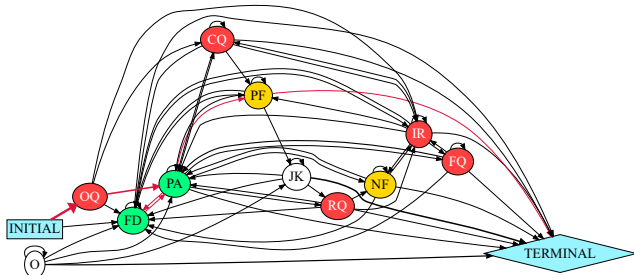 CQ
PF
IR
FQ
JK
PA
NF
OQ
RQ
FD
INITIAL
TERMINAL
O